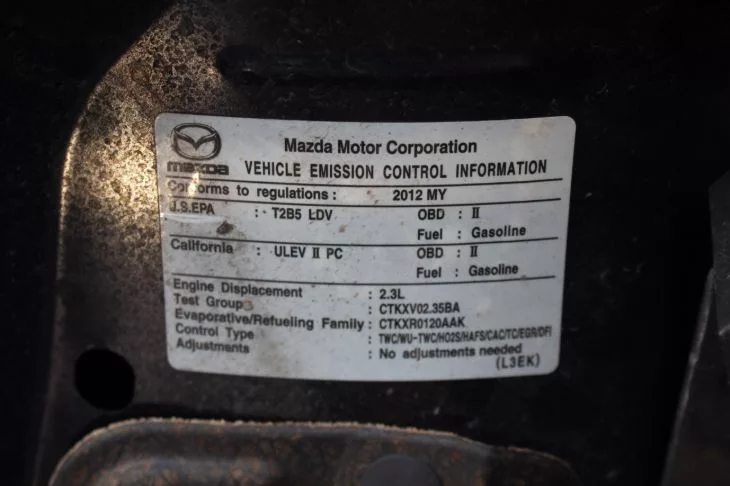 Mazda Motor Corporation
mazda VEHICLE EMISSION CONTROL INFORMATION
Conforms to regulations : 2012 MY
U.S.EPA : T2B5 LDV OBD : II
Fuel : Gasoline
California : ULEV II PC OBD : II
Fuel : Gasoline
Engine Displacement : 2.3L
Test Group : CTKXV02.35BA
Evaporative/Refueling Family : CTKXR0120AAK
Control Type : TWC/WU-TWC/HO2S/HAFS/CAC/TC/EGR/DFI
Adjustments : No adjustments needed
(L3EK)